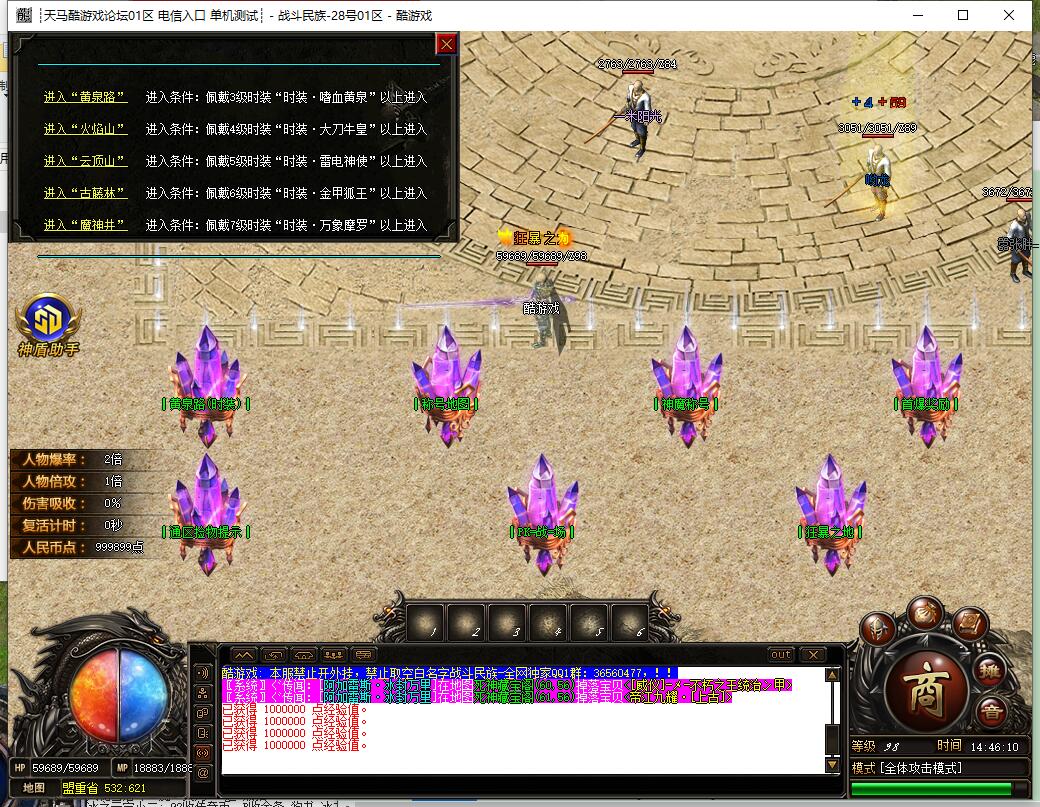 天马酷游戏论坛01区 电信入口 单机测试 - 战斗民族-28号01区 - 酷游戏
进入“黄泉路” 进入条件：佩戴3级时装“时装·嗜血黄泉”以上进入
进入“火焰山” 进入条件：佩戴4级时装“时装·大刀牛皇”以上进入
进入“云顶山” 进入条件：佩戴5级时装“时装·雷电神使”以上进入
进入“古藤林” 进入条件：佩戴6级时装“时装·金甲狐王”以上进入
进入“魔神井” 进入条件：佩戴7级时装“时装·万象摩罗”以上进入
2763/2763/Z84
一米阳光
+4 +59
3051/3051/Z89
3672/367
狂暴之力
59689/59689/Z98
酷游戏
神盾助手
|黄泉路(时装)|
|称号地图|
|神魔称号|
|首爆奖励|
人物爆率： 2倍
人物倍攻： 1倍
伤害吸收： 0%
复活计时： 0秒
人民币点： 999899点
|通区捡物提示|
|PK=战=场|
|狂暴之地|
1 2 3 4 5 6
out
酷游戏: 本服禁止开外挂，禁止取空白名字战斗民族-全网独家QQ1群：36560477，！！
已获得 1000000 点经验值。
已获得 1000000 点经验值。
已获得 1000000 点经验值。
已获得 1000000 点经验值。
商
摊
音
HP 59689/59689 MP 18883/188
地图 盟重省 532:621
等级 98 时间 14:46:10
模式[全体攻击模式]